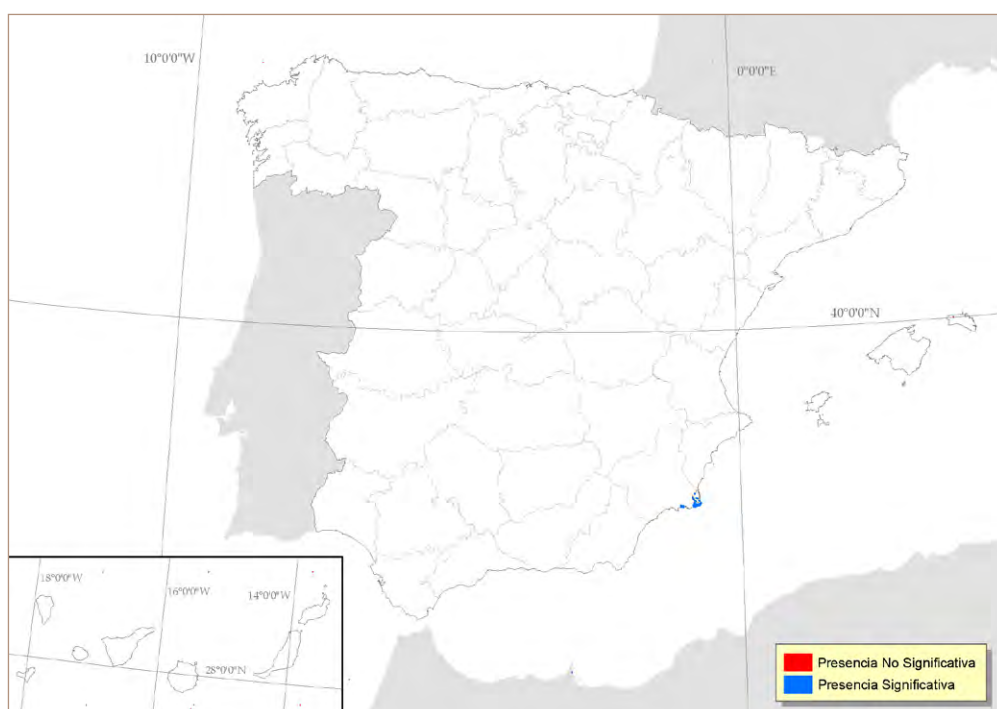 10°0'0"W
0°0'0"E
40°0'0"N
18°0'0"W
16°0'0"W
14°0'0"W
28°0'0"N
Presencia No Significativa
Presencia Significativa